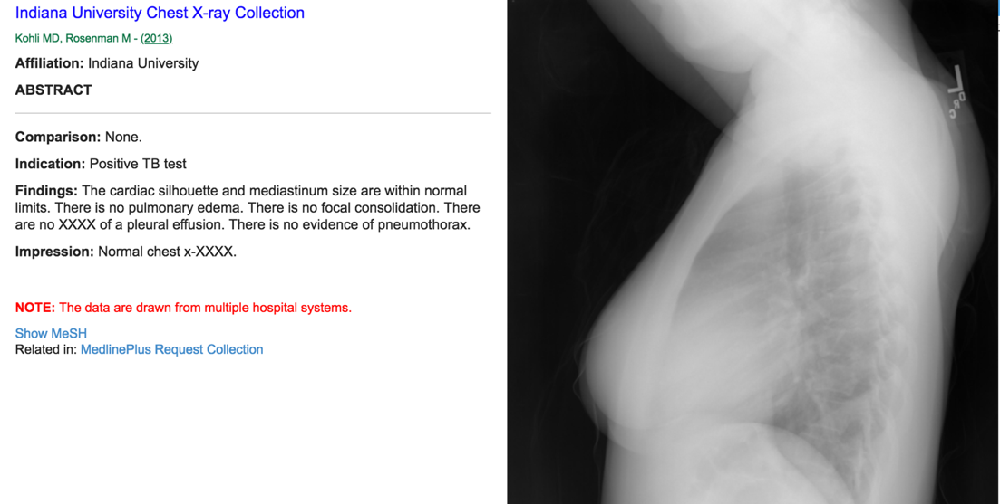 Indiana University Chest X-ray Collection
Kohli MD, Rosenman M - (2013)
Affiliation: Indiana University
ABSTRACT
Comparison: None.
Indication: Positive TB test
Findings: The cardiac silhouette and mediastinum size are within normal
limits. There is no pulmonary edema. There is no focal consolidation. There
are no XXXX of a pleural effusion. There is no evidence of pneumothorax.
Impression: Normal chest x-XXXX.
NOTE: The data are drawn from multiple hospital systems.
Show MeSH
Related in: MedlinePlus Request Collection
L